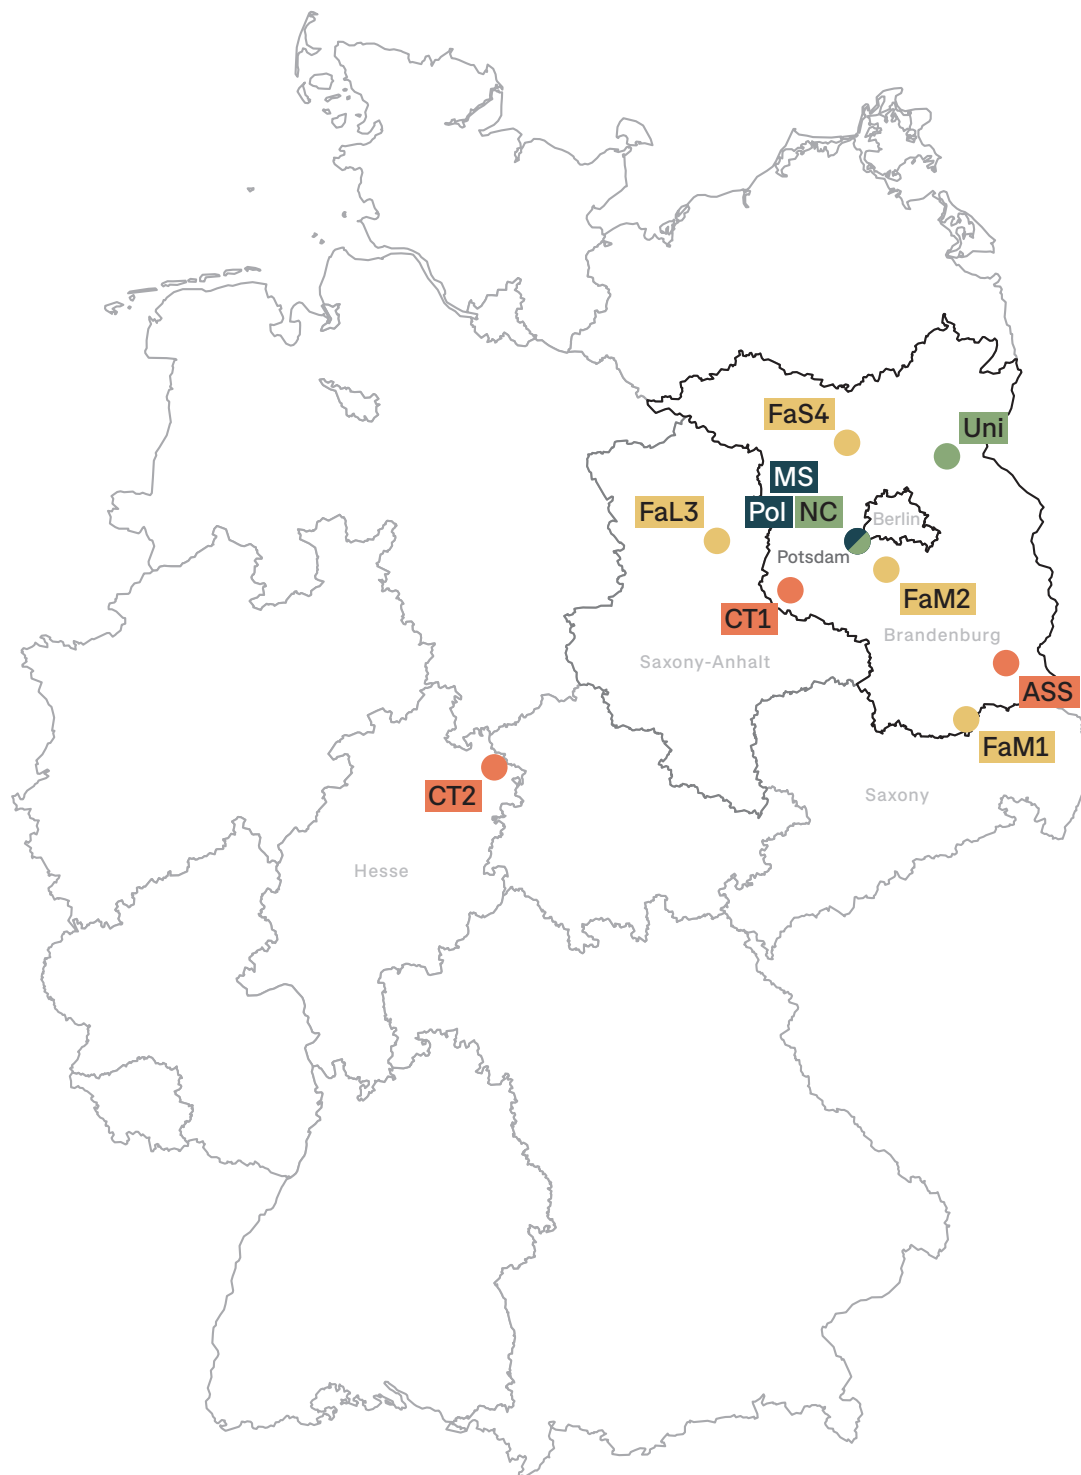 FaS4
Uni
MS
FaL3
Pol NC
Berlin
Potsdam
FaM2
CT1
Brandenburg
Saxony-Anhalt
ASS
FaM1
CT2
Saxony
Hesse